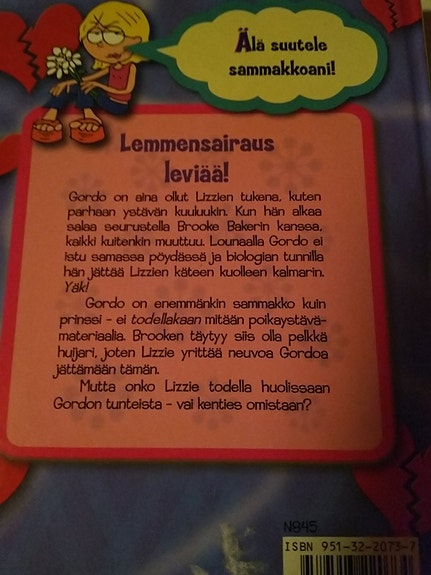 Älä suutele
sammakkoani!
Lemmensairaus
leviää!
Gordo on aina ollut Lizzien tukena, kuten
parhaan ystävän kuuluukin. Kun hän alkaa
salaa seurustella Brooke Bakerin kanssa,
kaikki kuitenkin muuttuu. Lounaalla Gordo ei
istu samassa pöydässä ja biologian tunnilla
hän jättää Lizzien käteen kuolleen kalmarin.
Yäk!
Gordo on enemmänkin sammakko kuin
prinssi - ei todellakaan mitään poikaystävä-
materiaalia. Brooken täytyy siis olla pelkkä
huijari, joten Lizzie yrittää neuvoa Gordoa
jättämään tämän.
Mutta onko Lizzie todella huolissaan
Gordon tunteista - vai kenties omistaan?
N845
ISBN 951-32-2073-7